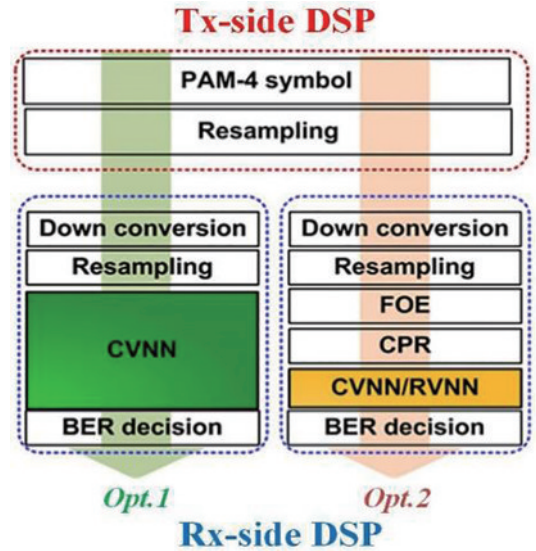 Tx-side DSP
PAM-4 symbol
Resampling
Down conversion
Resampling
CVNN
BER decision
Opt.1
Down conversion
Resampling
FOE
CPR
CVNN/RVNN
BER decision
Opt.2
Rx-side DSP